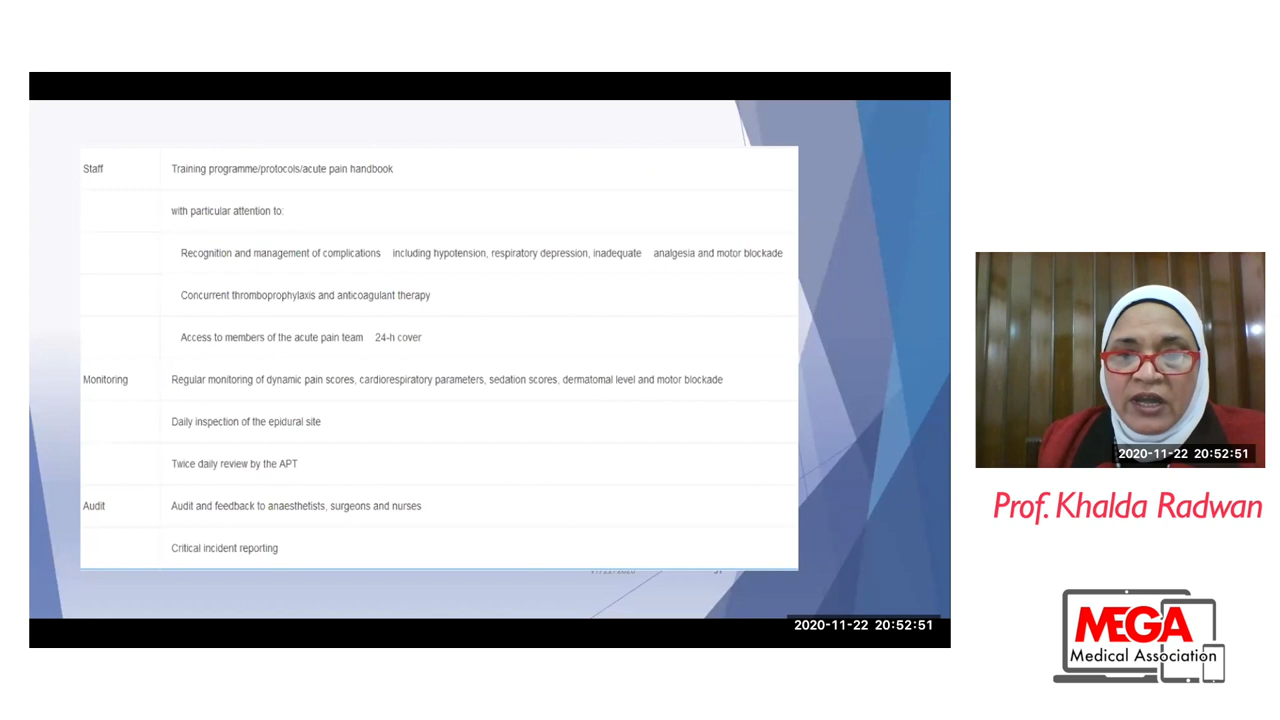 Staff Training programme/protocols/acute pain handbook
with particular attention to:
Recognition and management of complications including hypotension, respiratory depression, inadequate analgesia and motor blockade
Concurrent thromboprophylaxis and anticoagulant therapy
Access to members of the acute pain team 24-h cover
Monitoring Regular monitoring of dynamic pain scores, cardiorespiratory parameters, sedation scores, dermatomal level and motor blockade
Daily inspection of the epidural site
Twice daily review by the APT
Audit Audit and feedback to anaesthetists, surgeons and nurses
Critical incident reporting
2020-11-22 20:52:51
2020-11-22 20:52:51
Prof. Khalda Radwan
MEGA
Medical Association